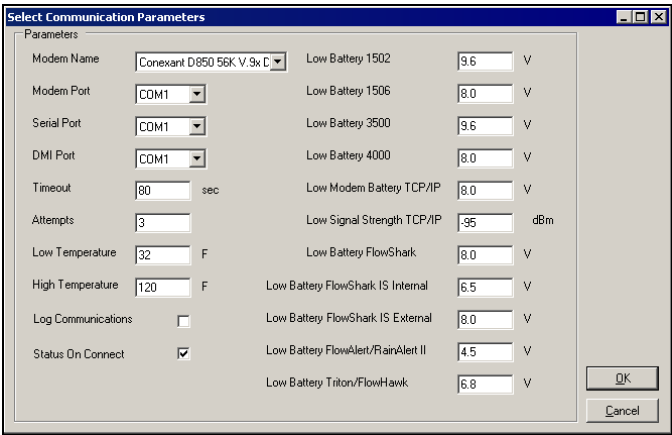 Select Communication Parameters
Parameters
Modem Name Conexant D850 56K V.9x D Low Battery 1502 9.6 V
Modem Port COM1 Low Battery 1506 8.0 V
Serial Port COM1 Low Battery 3500 9.6 V
DMI Port COM1 Low Battery 4000 8.0 V
Timeout 80 sec Low Modem Battery TCP/IP 8.0 V
Attempts 3 Low Signal Strength TCP/IP -95 dBm
Low Temperature 32 F Low Battery FlowShark 8.0 V
High Temperature 120 F Low Battery FlowShark IS Internal 6.5 V
Log Communications Low Battery FlowShark IS External 8.0 V
Status On Connect Low Battery FlowAlert/RainAlert II 4.5 V
Low Battery Triton/FlowHawk 6.8 V
OK
Cancel